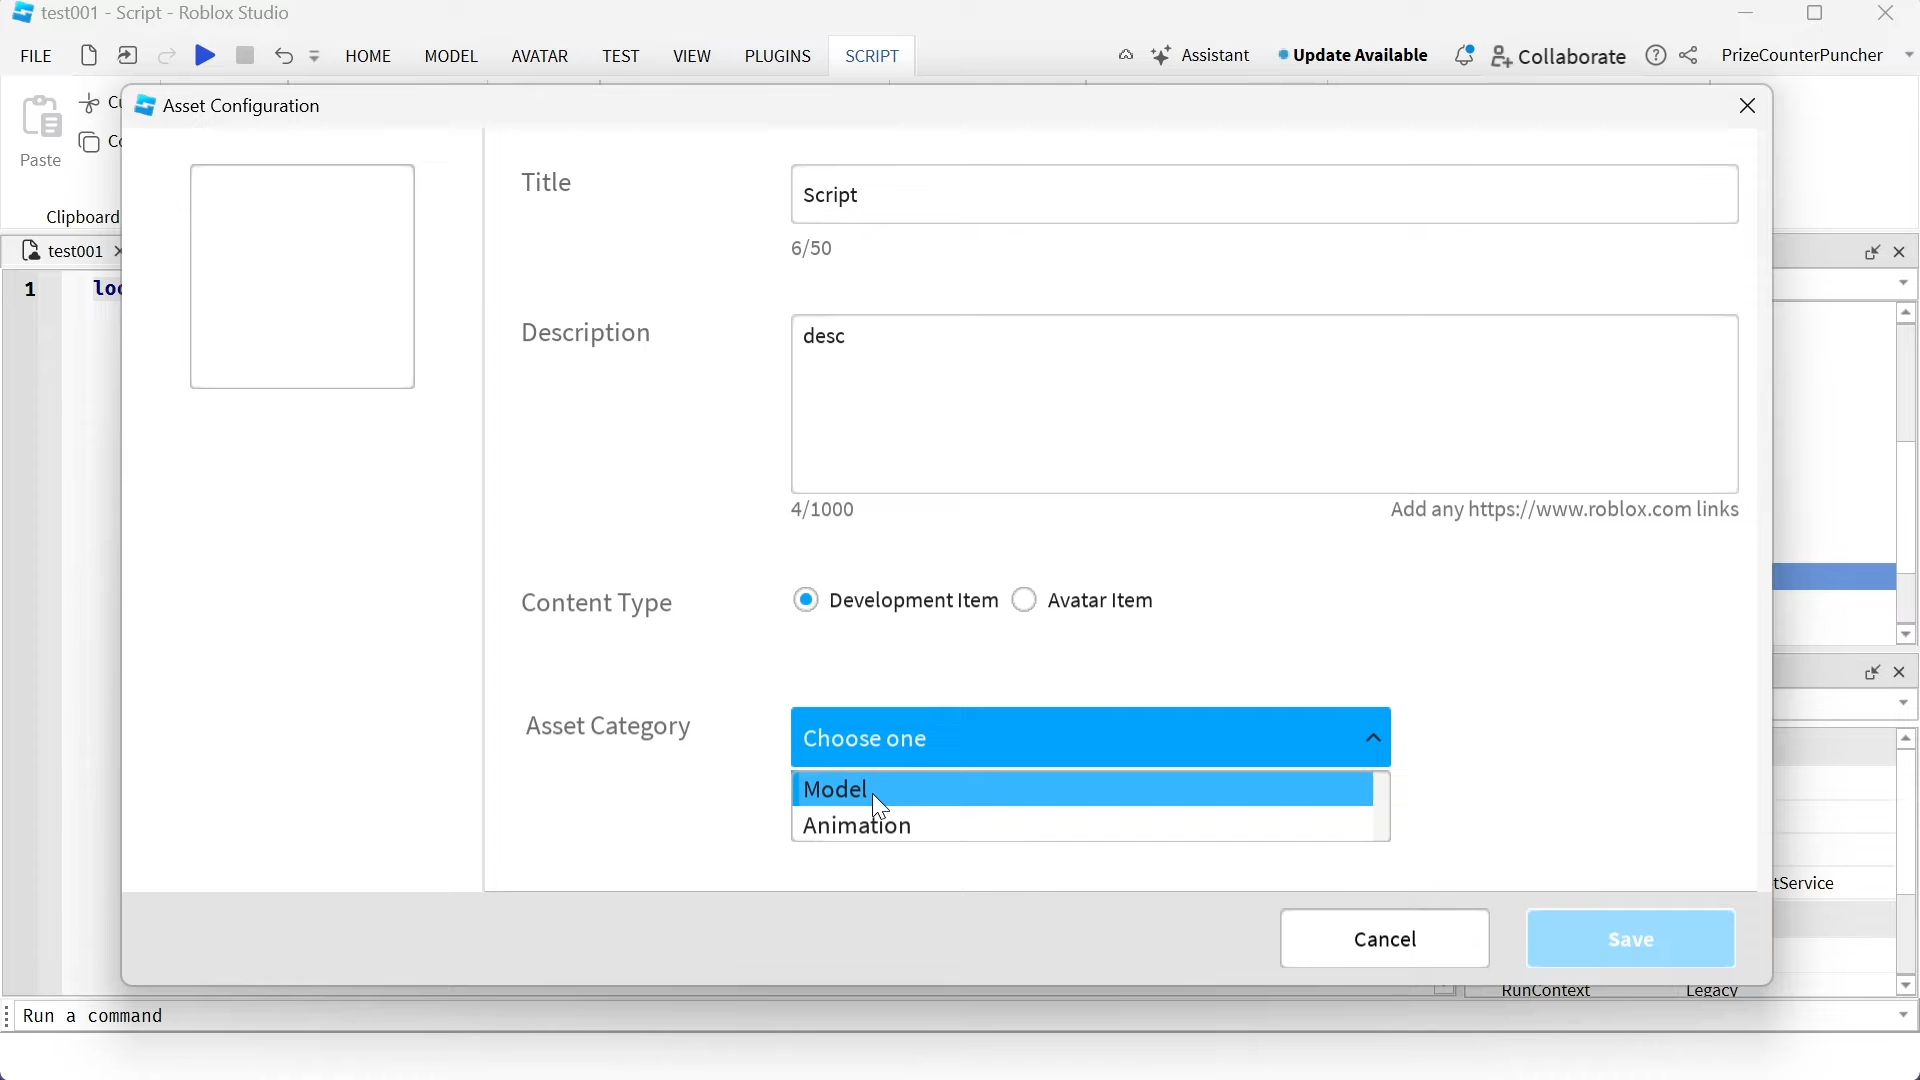 test001 - Script - Roblox Studio
FILE HOME MODEL AVATAR TEST VIEW PLUGINS SCRIPT Assistant Update Available Collaborate PrizeCounterPuncher
Asset Configuration
Paste
Clipboard
test001
1 loc
Title
Script
6/50
Description
desc
4/1000
Add any https://www.roblox.com links
Content Type
Development Item
Avatar Item
Asset Category
Choose one
Model
Animation
tService
Cancel
Save
RunContext Legacy
Run a command